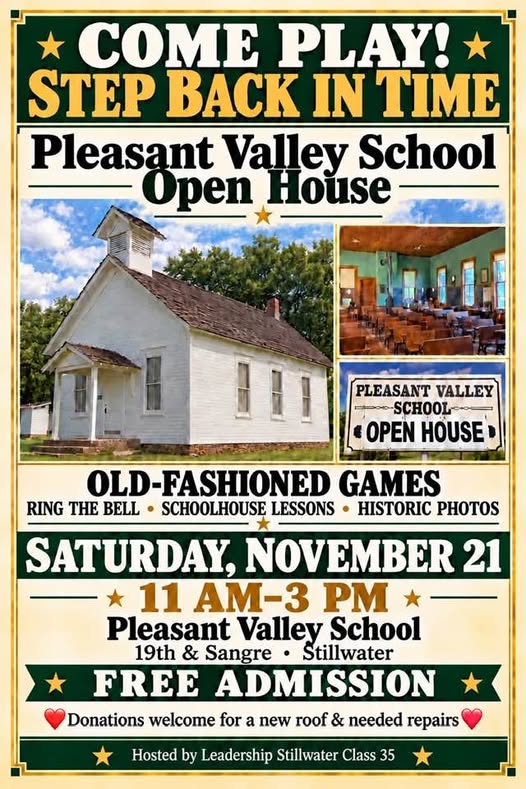 COME PLAY!
STEP BACK IN TIME
Pleasant Valley School
Open House
PLEASANT VALLEY
SCHOOL
OPEN HOUSE
OLD-FASHIONED GAMES
RING THE BELL • SCHOOLHOUSE LESSONS • HISTORIC PHOTOS
SATURDAY, NOVEMBER 21
11 AM–3 PM
Pleasant Valley School
19th & Sangre • Stillwater
FREE ADMISSION
Donations welcome for a new roof & needed repairs
Hosted by Leadership Stillwater Class 35